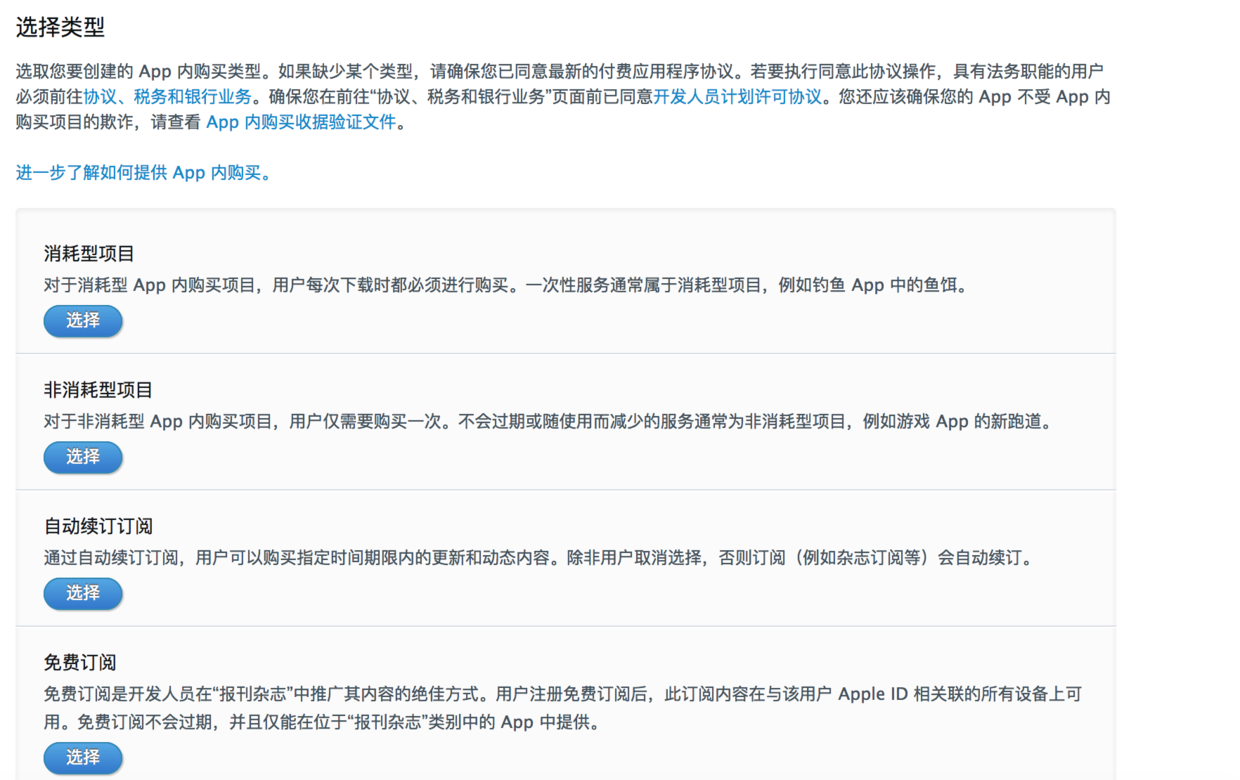 选择类型
选取您要创建的 App 内购买类型。如果缺少某个类型，请确保您已同意最新的付费应用程序协议。若要执行同意此协议操作，具有法务职能的用户
必须前往协议、税务和银行业务。确保您在前往“协议、税务和银行业务”页面前已同意开发人员计划许可协议。您还应该确保您的 App 不受 App 内
购买项目的欺诈，请查看 App 内购买收据验证文件。
进一步了解如何提供 App 内购买。
消耗型项目
对于消耗型 App 内购买项目，用户每次下载时都必须进行购买。一次性服务通常属于消耗型项目，例如钓鱼 App 中的鱼饵。
选择
非消耗型项目
对于非消耗型 App 内购买项目，用户仅需要购买一次。不会过期或随使用而减少的服务通常为非消耗型项目，例如游戏 App 的新跑道。
选择
自动续订订阅
通过自动续订订阅，用户可以购买指定时间期限内的更新和动态内容。除非用户取消选择，否则订阅（例如杂志订阅等）会自动续订。
选择
免费订阅
免费订阅是开发人员在“报刊杂志”中推广其内容的绝佳方式。用户注册免费订阅后，此订阅内容在与该用户 Apple ID 相关联的所有设备上可
用。免费订阅不会过期，并且仅能在位于“报刊杂志”类别中的 App 中提供。
选择